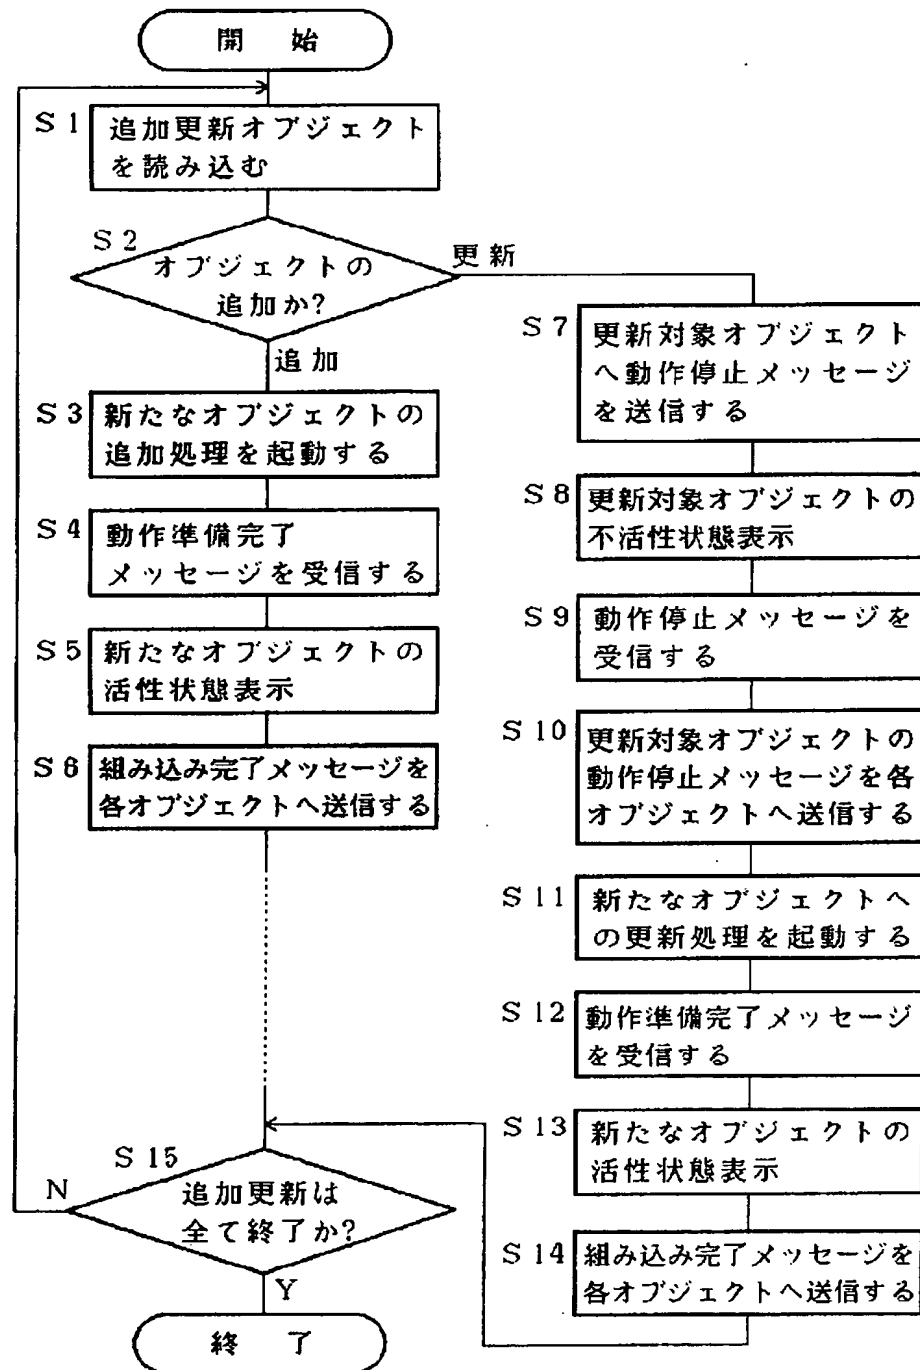 開 始
S1
追加更新オブジェクト
を読み込む
S2
オブジェクトの
追加か?
更新
追加
S3
新たなオブジェクトの
追加処理を起動する
S4
動作準備完了
メッセージを受信する
S5
新たなオブジェクトの
活性状態表示
S6
組み込み完了メッセージを
各オブジェクトへ送信する
S7
更新対象オブジェクト
へ動作停止メッセージ
を送信する
S8
更新対象オブジェクトの
不活性状態表示
S9
動作停止メッセージを
受信する
S10
更新対象オブジェクトの
動作停止メッセージを各
オブジェクトへ送信する
S11
新たなオブジェクトへ
の更新処理を起動する
S12
動作準備完了メッセージ
を受信する
S13
新たなオブジェクトの
活性状態表示
S14
組み込み完了メッセージを
各オブジェクトへ送信する
S15
追加更新は
全て終了か?
N
Y
終 了